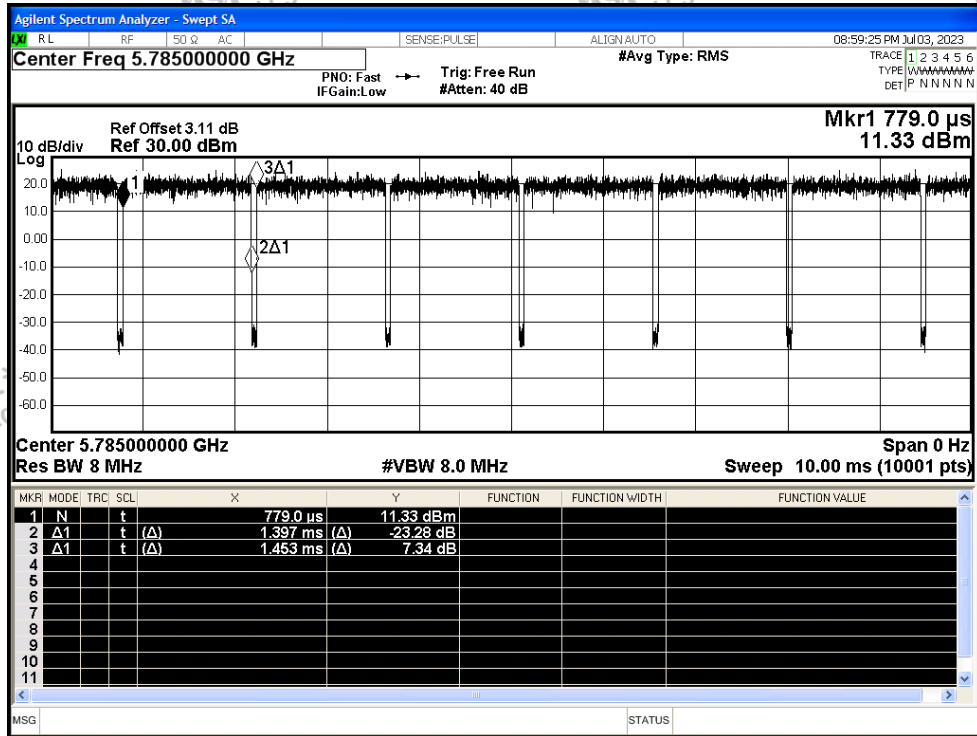 Agilent Spectrum Analyzer - Swept SA
LXI RL RF 50 Ω AC SENSE:PULSE ALIGN AUTO 08:59:25 PM Jul 03, 2023
Center Freq 5.785000000 GHz #Avg Type: RMS TRACE 1 2 3 4 5 6
PNO: Fast Trig: Free Run TYPE WWWWWW
IFGain:Low #Atten: 40 dB DET P N N N N N
Mkr1 779.0 µs
Ref Offset 3.11 dB
10 dB/div Ref 30.00 dBm 11.33 dBm
Log
3Δ1
20.0
1
10.0
0.00
2Δ1
-10.0
-20.0
-30.0
-40.0
-50.0
-60.0
Center 5.785000000 GHz Span 0 Hz
Res BW 8 MHz #VBW 8.0 MHz Sweep 10.00 ms (10001 pts)
MKR MODE TRC SCL X Y FUNCTION FUNCTION WIDTH FUNCTION VALUE
1 N t 779.0 µs 11.33 dBm
2 Δ1 t (Δ) 1.397 ms (Δ) -23.28 dB
3 Δ1 t (Δ) 1.453 ms (Δ) 7.34 dB
4
5
6
7
8
9
10
11
MSG STATUS